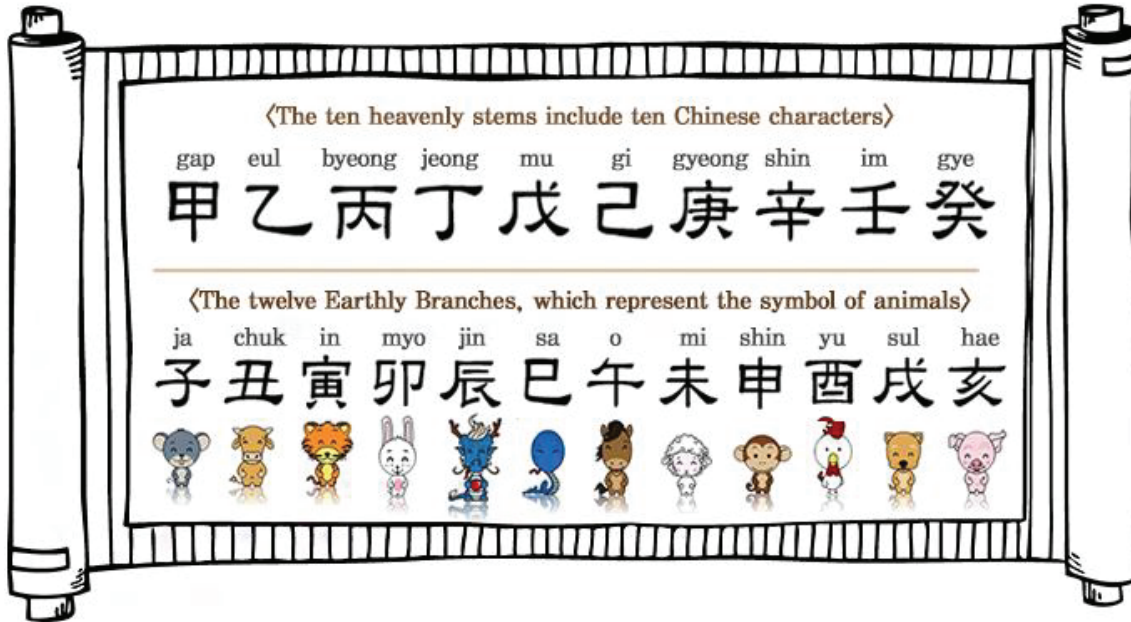 〈The ten heavenly stems include ten Chinese characters〉
gap eul byeong jeong mu gi gyeong shin im gye
甲乙丙丁戊己庚辛壬癸
〈The twelve Earthly Branches, which represent the symbol of animals〉
ja chuk in myo jin sa o mi shin yu sul hae
子丑寅卯辰巳午未申酉戌亥